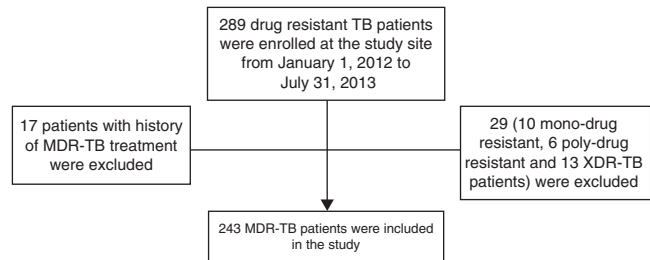 289 drug resistant TB patients
were enrolled at the study site
from January 1, 2012 to
July 31, 2013
17 patients with history
of MDR-TB treatment
were excluded
29 (10 mono-drug
resistant, 6 poly-drug
resistant and 13 XDR-TB
patients) were excluded
243 MDR-TB patients were included
in the study